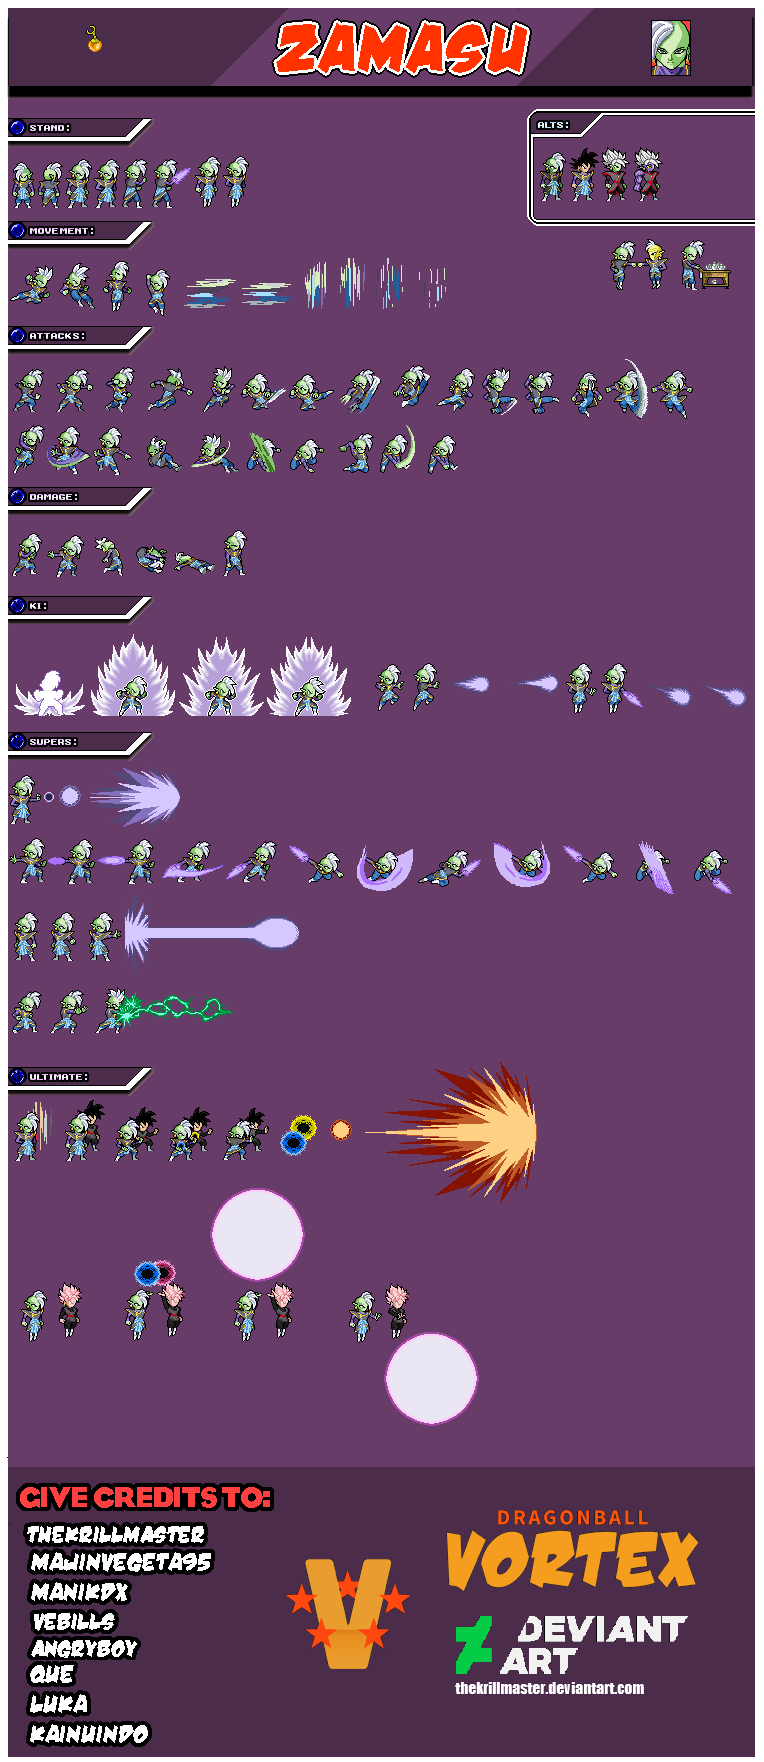 ZAMASU
STAND:
ALTS:
MOVEMENT:
ATTACKS:
DAMAGE:
KI:
SUPERS:
ULTIMATE:
GIVE CREDITS TO:
THEKRILLMASTER
MAJINVEGETA95
MANIKDX
VEBILLS
ANGRYBOY
QUE
LUKA
KAINUINDO
DRAGONBALL
VORTEX
V
DEVIANT
ART
thekrillmaster.deviantart.com